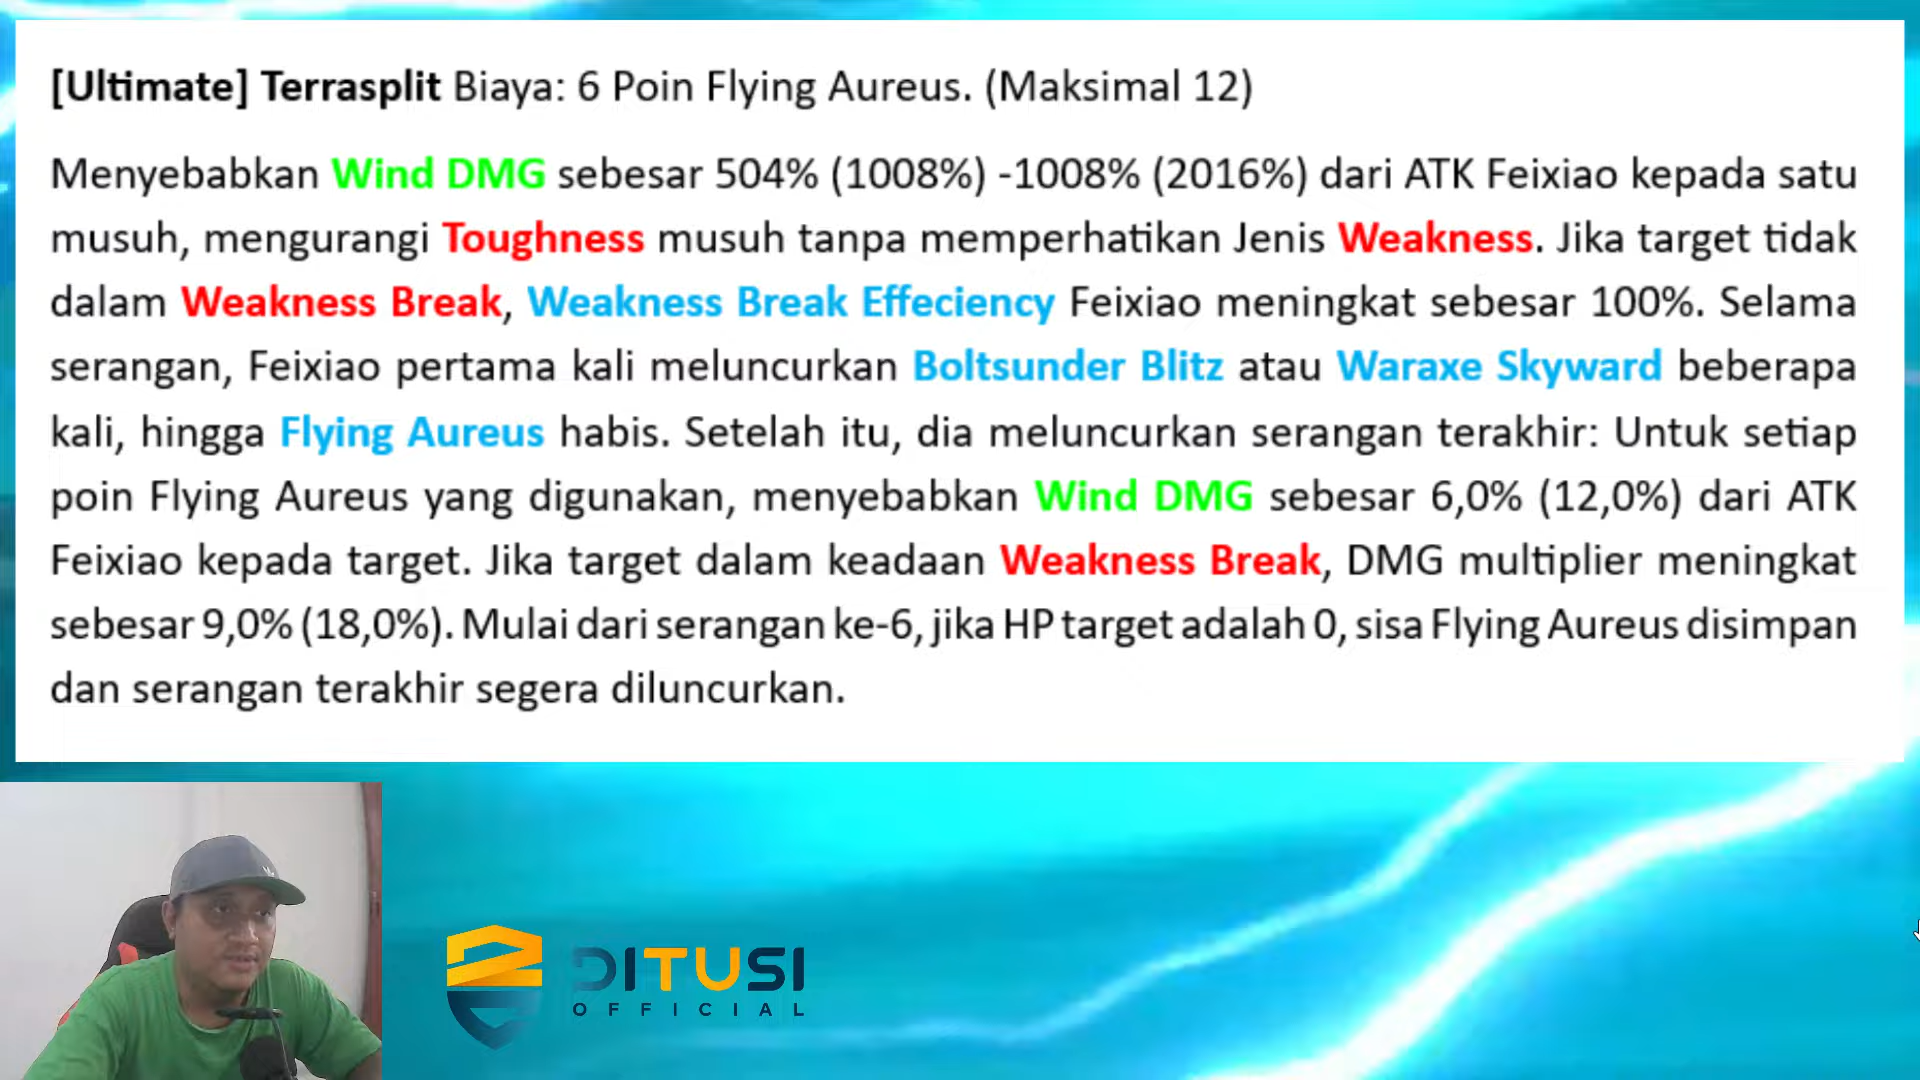 [Ultimate] Terrasplit Biaya: 6 Poin Flying Aureus. (Maksimal 12)
Menyebabkan Wind DMG sebesar 504% (1008%) -1008% (2016%) dari ATK Feixiao kepada satu
musuh, mengurangi Toughness musuh tanpa memperhatikan Jenis Weakness. Jika target tidak
dalam Weakness Break, Weakness Break Effeciency Feixiao meningkat sebesar 100%. Selama
serangan, Feixiao pertama kali meluncurkan Boltsunder Blitz atau Waraxe Skyward beberapa
kali, hingga Flying Aureus habis. Setelah itu, dia meluncurkan serangan terakhir: Untuk setiap
poin Flying Aureus yang digunakan, menyebabkan Wind DMG sebesar 6,0% (12,0%) dari ATK
Feixiao kepada target. Jika target dalam keadaan Weakness Break, DMG multiplier meningkat
sebesar 9,0% (18,0%). Mulai dari serangan ke-6, jika HP target adalah 0, sisa Flying Aureus disimpan
dan serangan terakhir segera diluncurkan.
DITUSI
OFFICIAL